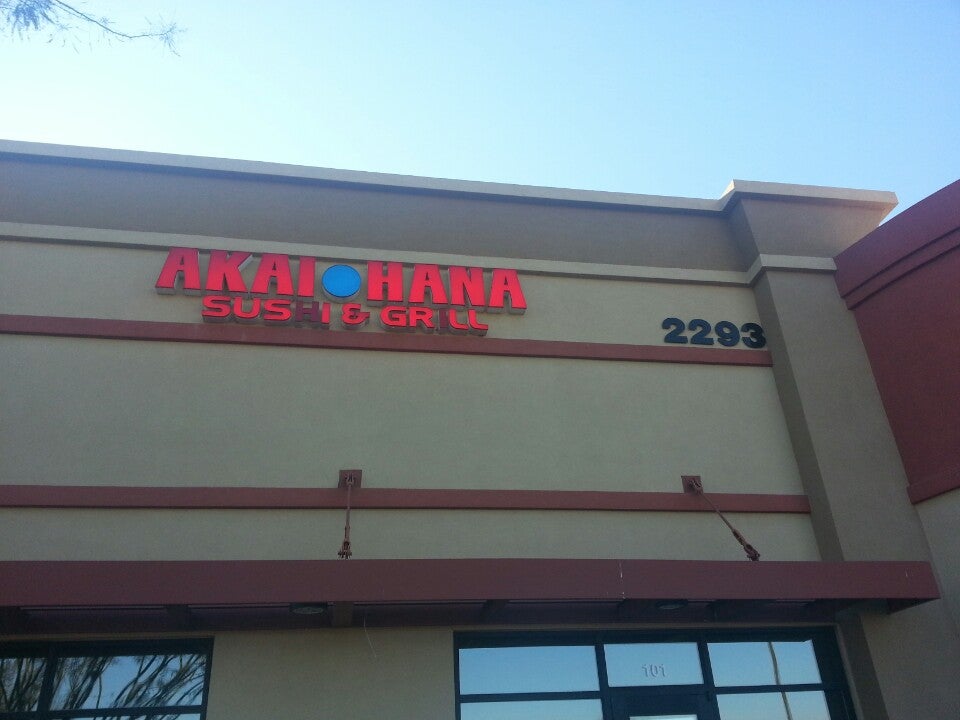 AKAI HANA
SUSHI & GRILL
2293
101